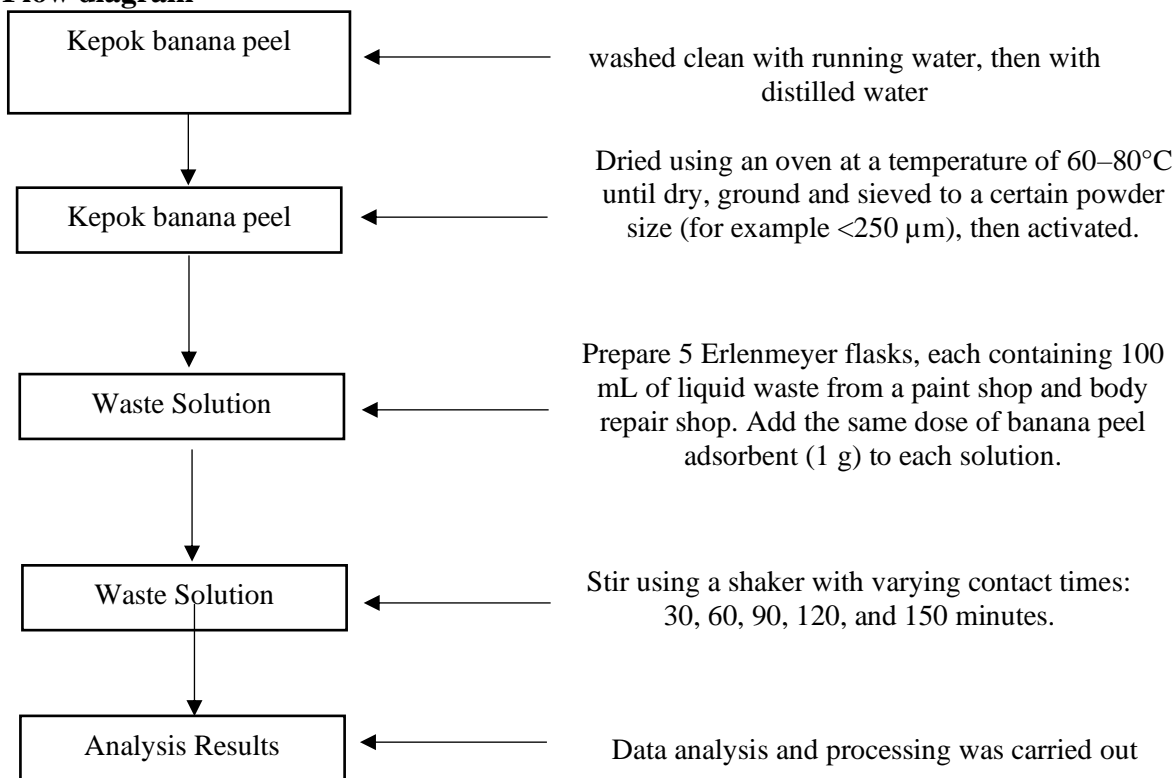 Flow diagram
Kepok banana peel
washed clean with running water, then with
distilled water
Dried using an oven at a temperature of 60–80°C
until dry, ground and sieved to a certain powder
size (for example <250 µm), then activated.
Kepok banana peel
Prepare 5 Erlenmeyer flasks, each containing 100
mL of liquid waste from a paint shop and body
repair shop. Add the same dose of banana peel
adsorbent (1 g) to each solution.
Waste Solution
Stir using a shaker with varying contact times:
30, 60, 90, 120, and 150 minutes.
Waste Solution
Analysis Results
Data analysis and processing was carried out